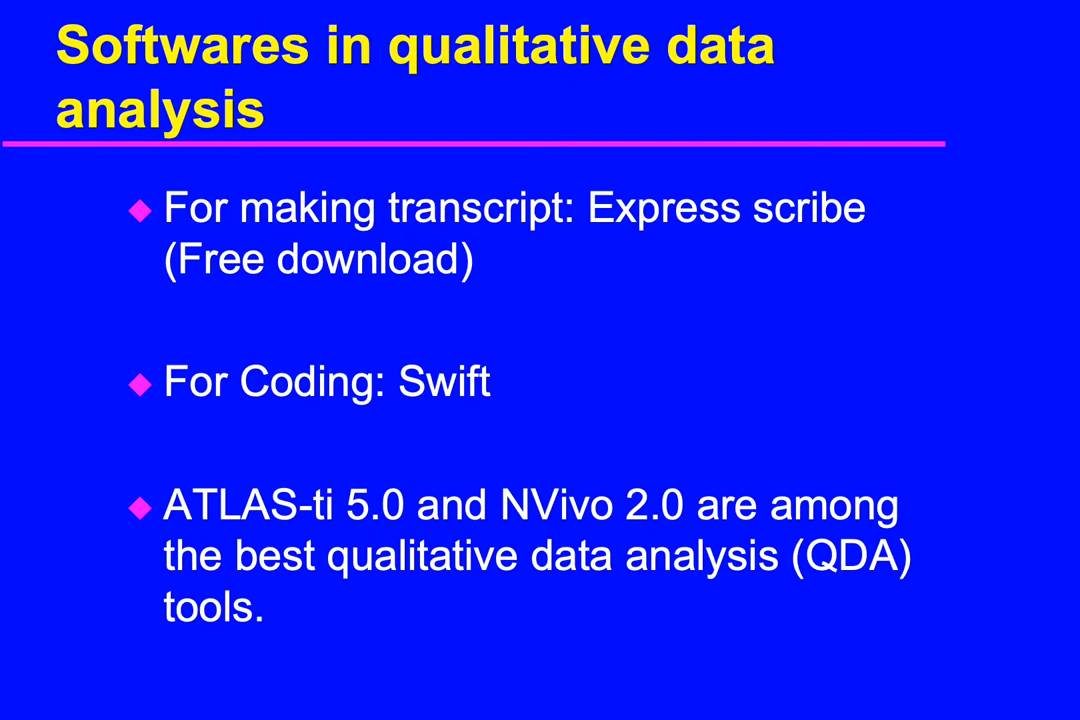 Softwares in qualitative data
analysis
For making transcript: Express scribe
(Free download)
For Coding: Swift
ATLAS-ti 5.0 and NVivo 2.0 are among
the best qualitative data analysis (QDA)
tools.